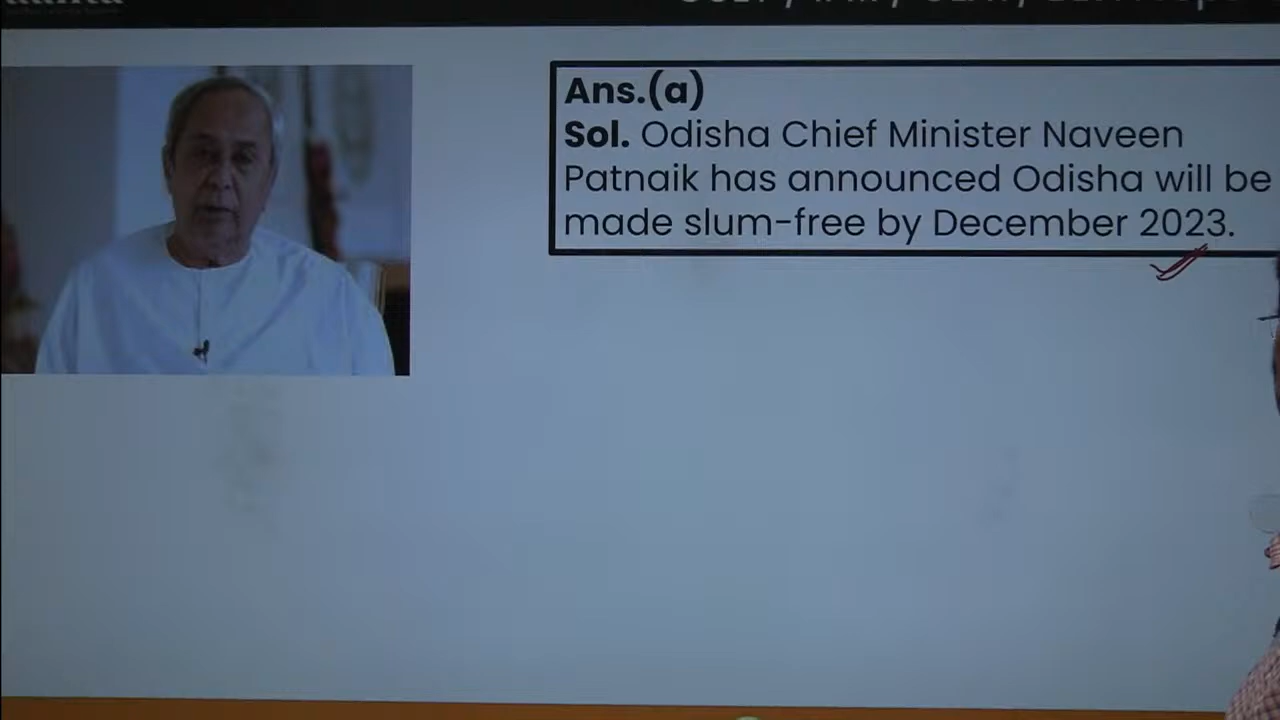 Ans.(a)
Sol. Odisha Chief Minister Naveen
Patnaik has announced Odisha will be
made slum-free by December 2023.